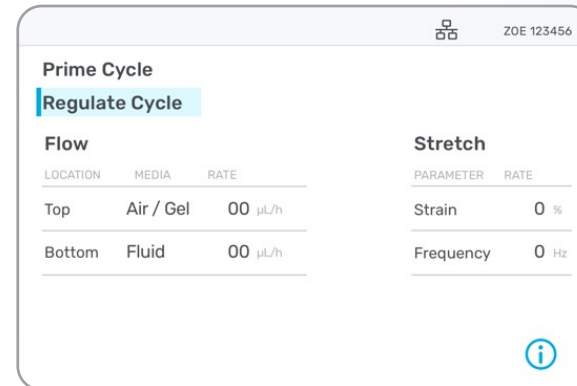 ZOE 123456
Prime Cycle
Regulate Cycle
Flow
LOCATION MEDIA RATE
Top Air / Gel 00 µL/h
Bottom Fluid 00 µL/h
Stretch
PARAMETER RATE
Strain 0 %
Frequency 0 Hz